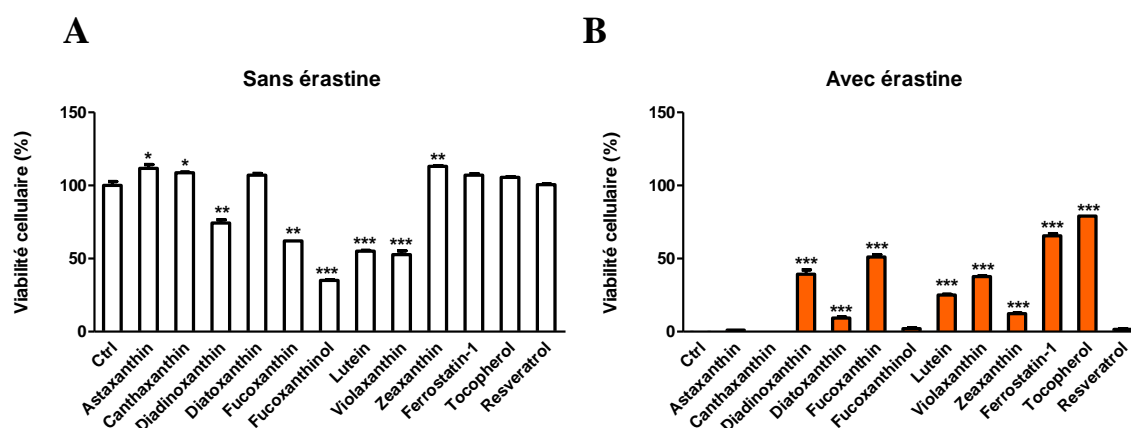 A
B
Sans érastine
Avec érastine
Viabilité cellulaire (%)
150
100
50
0
* * ** ** *** *** *** **
Ctrl
Astaxanthin
Canthaxanthin
Diadinoxanthin
Diatoxanthin
Fucoxanthin
Fucoxanthinol
Lutein
Violaxanthin
Zeaxanthin
Ferrostatin-1
Tocopherol
Resveratrol
Viabilité cellulaire (%)
150
100
50
0
*** *** *** *** *** *** *** ***
Ctrl
Astaxanthin
Canthaxanthin
Diadinoxanthin
Diatoxanthin
Fucoxanthin
Fucoxanthinol
Lutein
Violaxanthin
Zeaxanthin
Ferrostatin-1
Tocopherol
Resveratrol